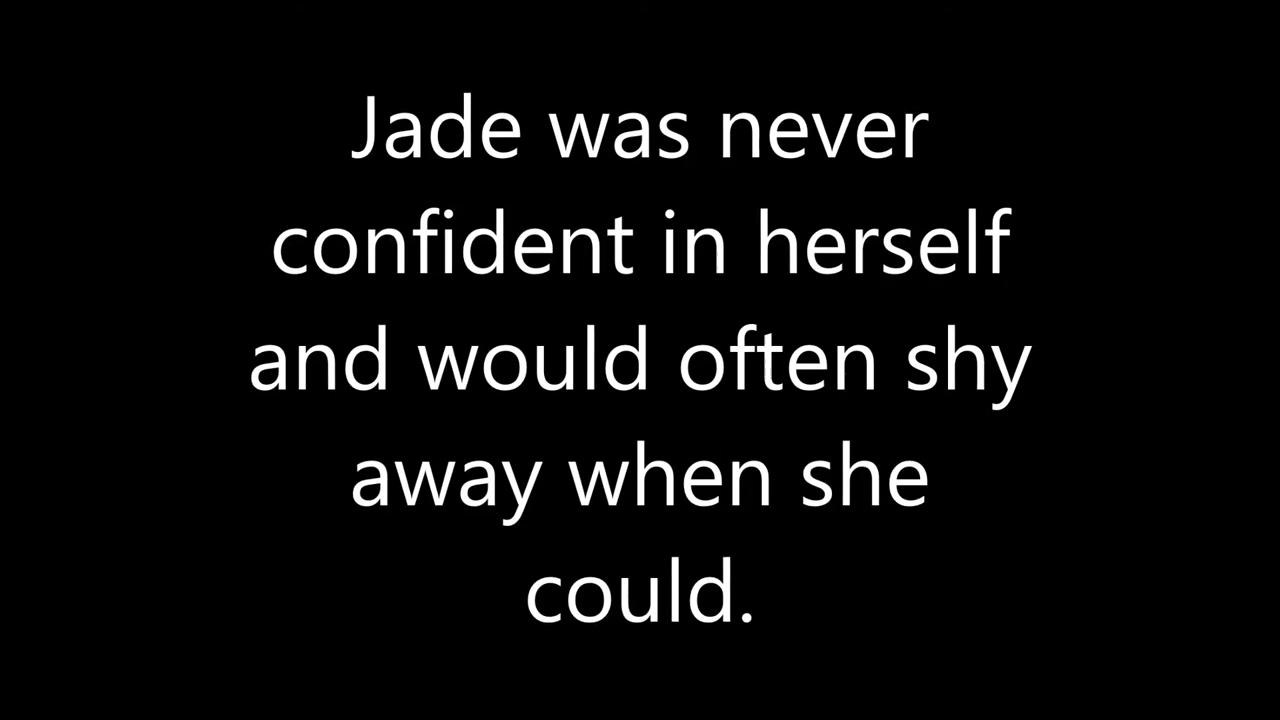 Jade was never
confident in herself
and would often shy
away when she
could.